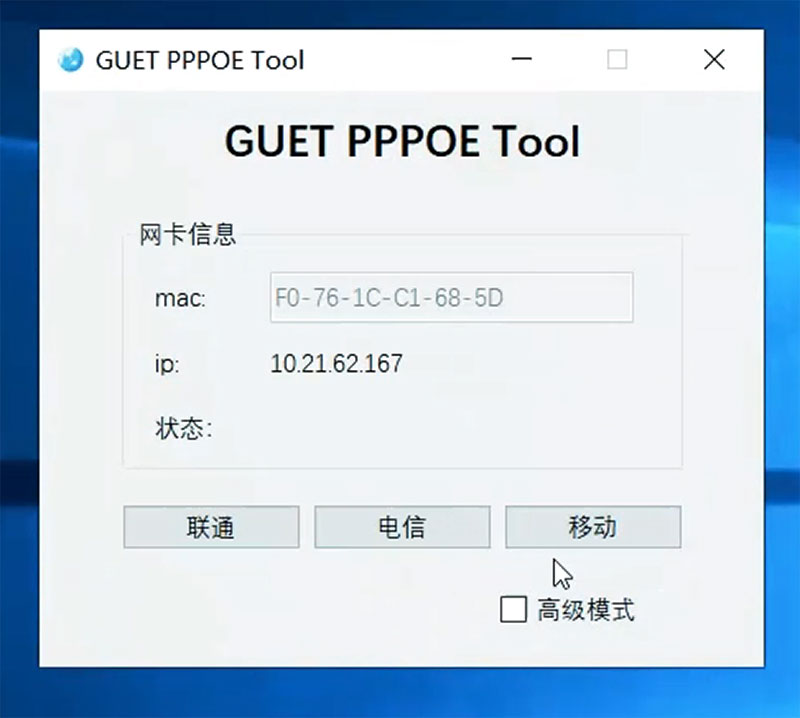 GUET PPPOE Tool
GUET PPPOE Tool
网卡信息
mac: F0-76-1C-C1-68-5D
ip: 10.21.62.167
状态:
联通 电信 移动
高级模式